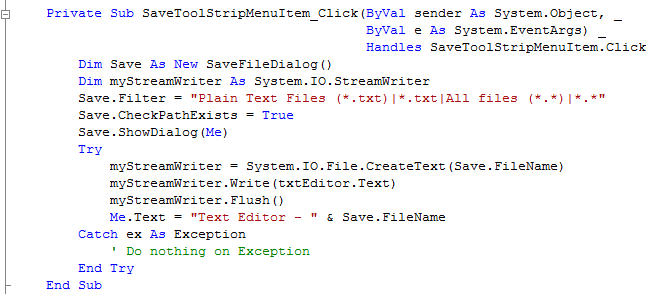 Private Sub SaveToolStripMenuItem_Click(ByVal sender As System.Object, _
                                        ByVal e As System.EventArgs) _
                                        Handles SaveToolStripMenuItem.Click
    Dim Save As New SaveFileDialog()
    Dim myStreamWriter As System.IO.StreamWriter
    Save.Filter = "Plain Text Files (*.txt)|*.txt|All files (*.*)|*.*"
    Save.CheckPathExists = True
    Save.ShowDialog(Me)
    Try
        myStreamWriter = System.IO.File.CreateText(Save.FileName)
        myStreamWriter.Write(txtEditor.Text)
        myStreamWriter.Flush()
        Me.Text = "Text Editor - " & Save.FileName
    Catch ex As Exception
        ' Do nothing on Exception
    End Try
End Sub